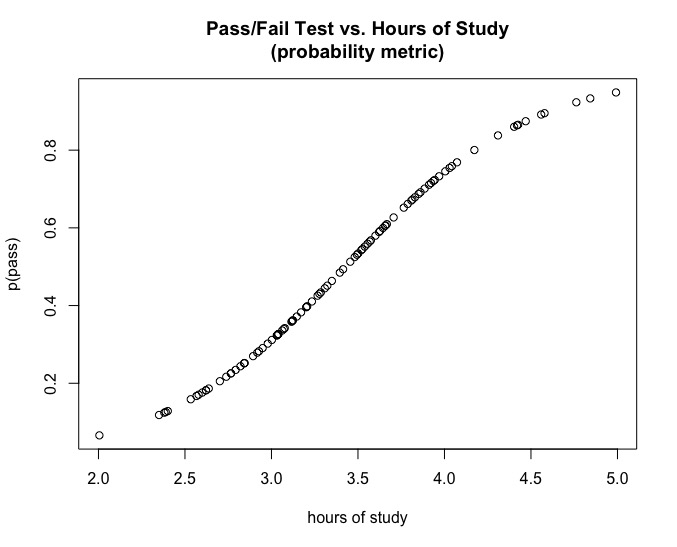 Pass/Fail Test vs. Hours of Study
(probability metric)
p(pass)
0.8
0.6
0.4
0.2
2.0 2.5 3.0 3.5 4.0 4.5 5.0
hours of study